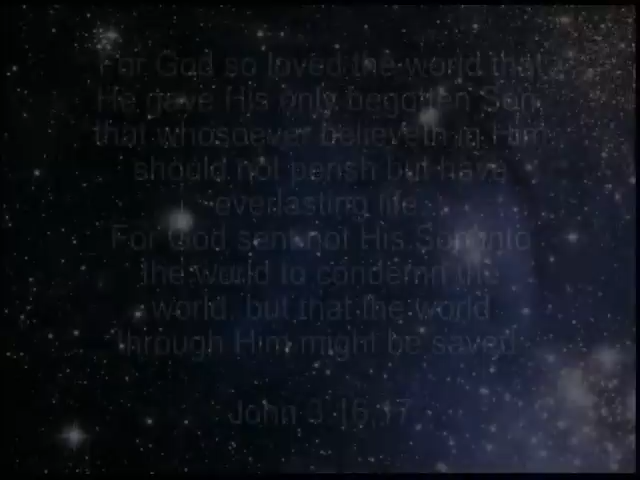 For God so loved the world that
He gave His only begotten Son
that whosoever believeth in Him
should not perish but have
everlasting life.
For God sent not His Son into
the world to condemn the
world, but that the world
through Him might be saved.
John 3:16,17